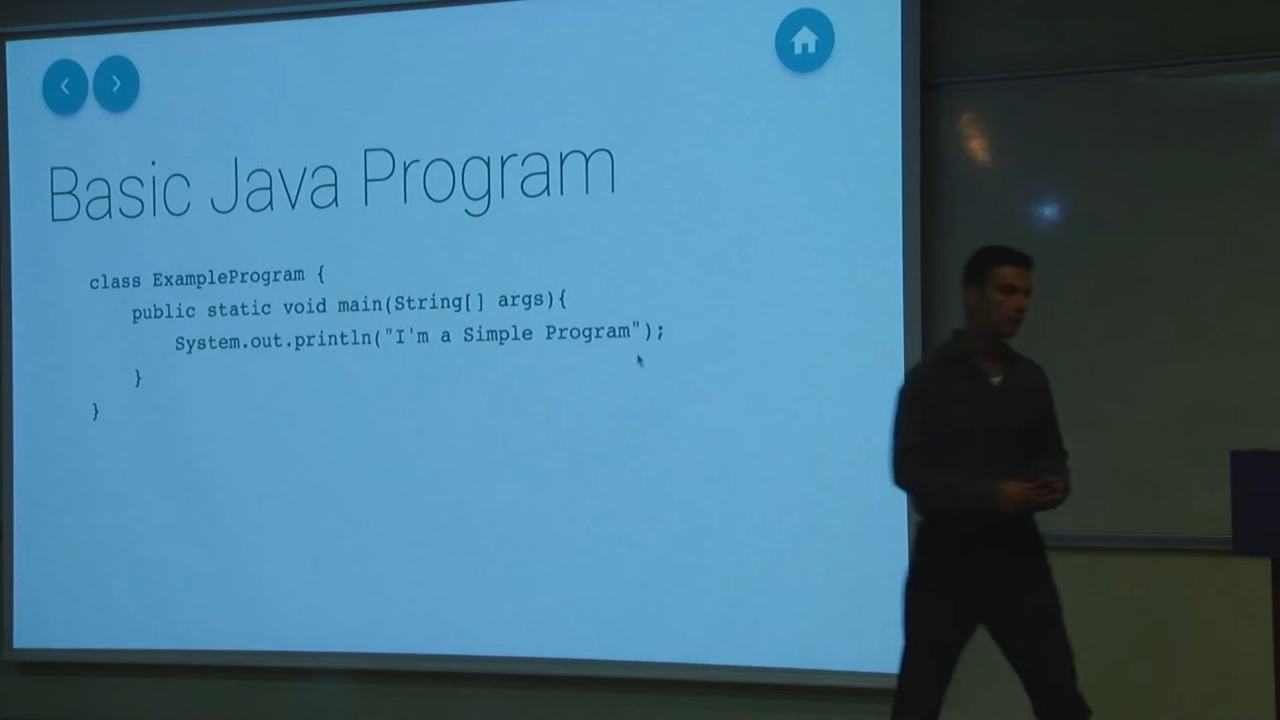 Basic Java Program
class ExampleProgram {
public static void main(String[] args){
System.out.println("I'm a Simple Program");
}
}